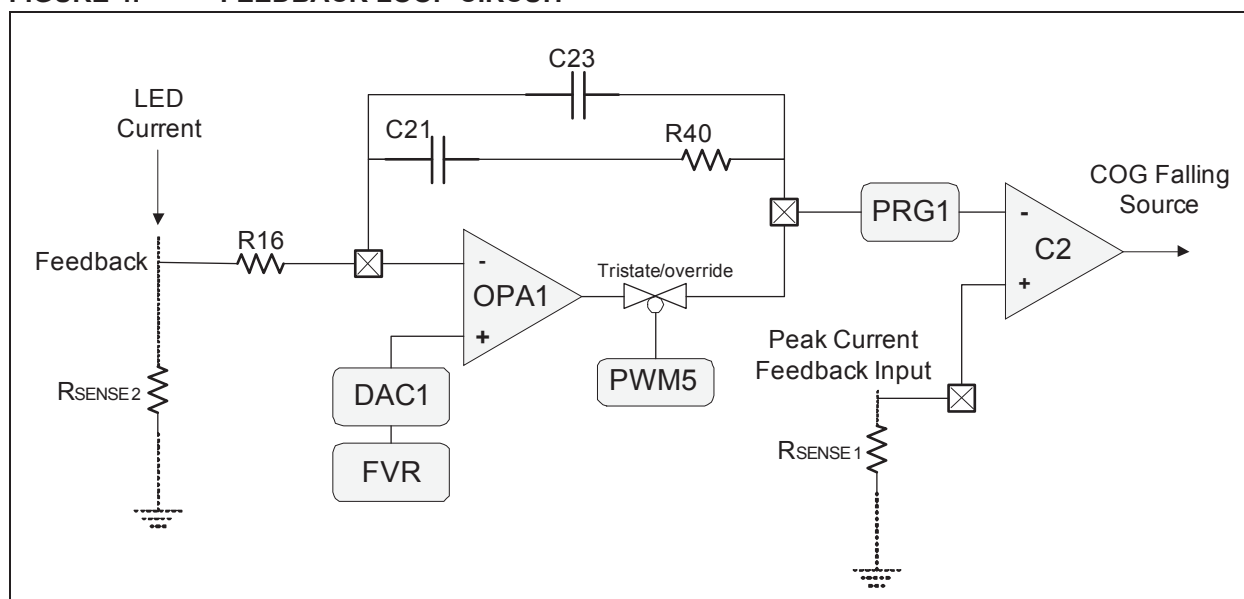 FIGURE FEEDBACK LOOP CIRCUIT
C23
LED
Current
C21
R40
COG Falling
Source
PRG1
-
C2
+
R16
Feedback
-
OPA1
+
Tristate/override
Peak Current
Feedback Input
PWM5
DAC1
RSENSE2
FVR
RSENSE1